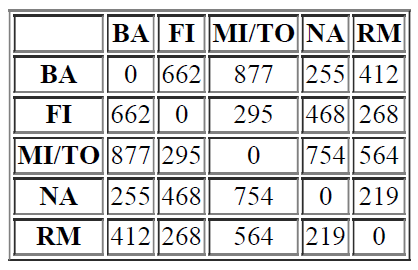 BA FI MI/TO NA RM
BA 0 662 877 255 412
FI 662 0 295 468 268
MI/TO 877 295 0 754 564
NA 255 468 754 0 219
RM 412 268 564 219 0